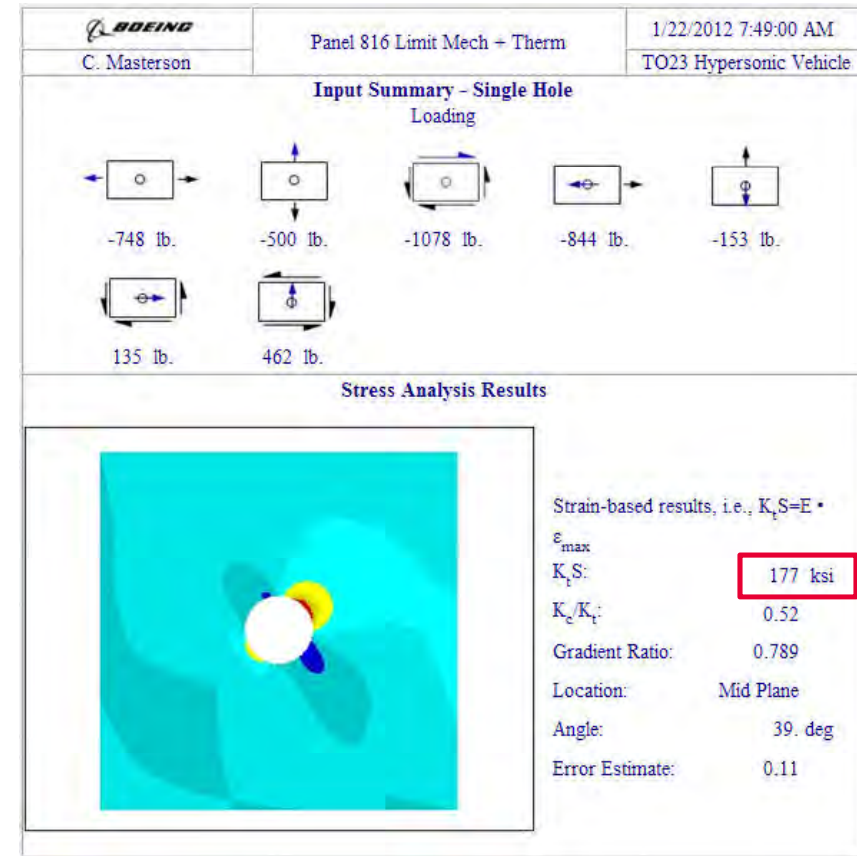 BOEING
C. Masterson
Panel 816 Limit Mech + Therm
1/22/2012 7:49:00 AM
TO23 Hypersonic Vehicle
Input Summary - Single Hole
Loading
-748 lb. -500 lb. -1078 lb. -844 lb. -153 lb.
135 lb. 462 lb.
Stress Analysis Results
Strain-based results, i.e., KtS=E •
εmax
KtS: 177 ksi
Kc/Kt: 0.52
Gradient Ratio: 0.789
Location: Mid Plane
Angle: 39. deg
Error Estimate: 0.11